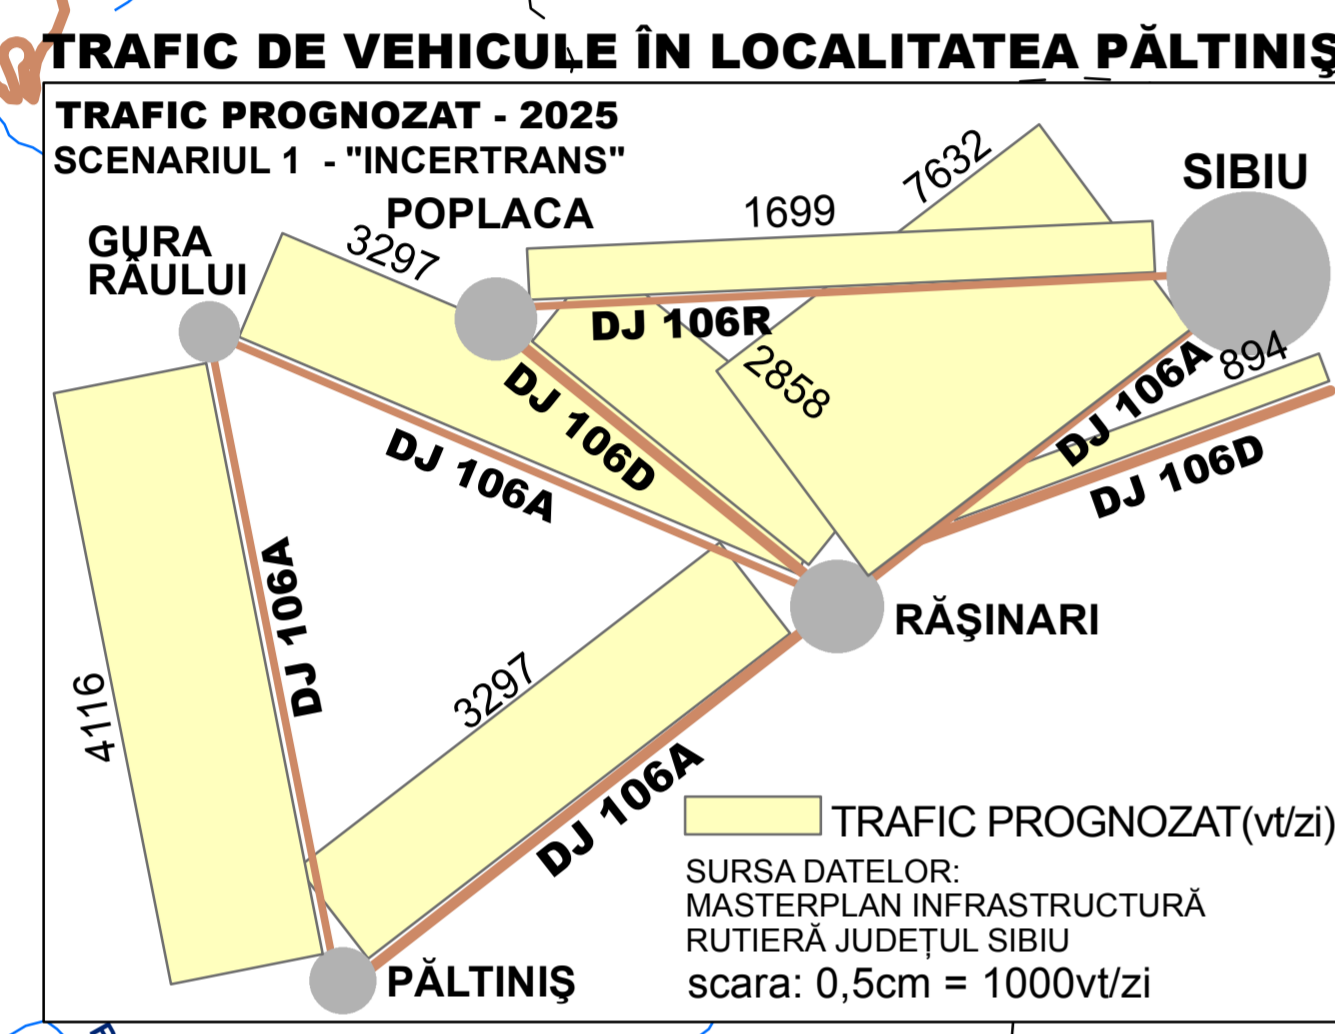 TRAFIC DE VEHICULE ÎN LOCALITATEA PĂLTINIŞ
TRAFIC PROGNOZAT - 2025
SCENARIUL 1 - "INCERTRANS"
7632
SIBIU
POPLACA
1699
GURA
RÂULUI
3297
DJ 106R
2858
DJ 106A
894
DJ 106D
DJ 106D
DJ 106A
DJ 106A
RĂŞINARI
4116
3297
DJ 106A
TRAFIC PROGNOZAT(vt/zi)
SURSA DATELOR:
MASTERPLAN INFRASTRUCTURĂ
RUTIERĂ JUDEȚUL SIBIU
PĂLTINIŞ
scara: 0,5cm = 1000vt/zi